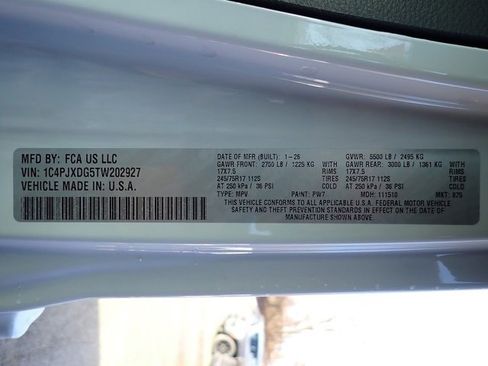 MFD BY: FCA US LLC
VIN: 1C4PJXDG5TW202927
VEHICLE MADE IN: U.S.A.
DATE OF MFR (BUILT): 1-26 GVWR: 5500 LB / 2495 KG
GAWR FRONT: 2700 LB / 1225 KG WITH GAWR REAR: 3000 LB / 1361 KG WITH
17X7.5 RIMS 17X7.5 RIMS
245/75R17 112S TIRES 245/75R17 112S TIRES
AT 250 kPa / 36 PSI AT 250 kPa / 36 PSI
TYPE: MPV PAINT: PW7 MDH: 111510 MKT: 875
THIS VEHICLE CONFORMS TO ALL APPLICABLE U.S.A. FEDERAL MOTOR VEHICLE
SAFETY AND THEFT PREVENTION STANDARDS IN EFFECT ON THE DATE OF
MANUFACTURE SHOWN ABOVE.